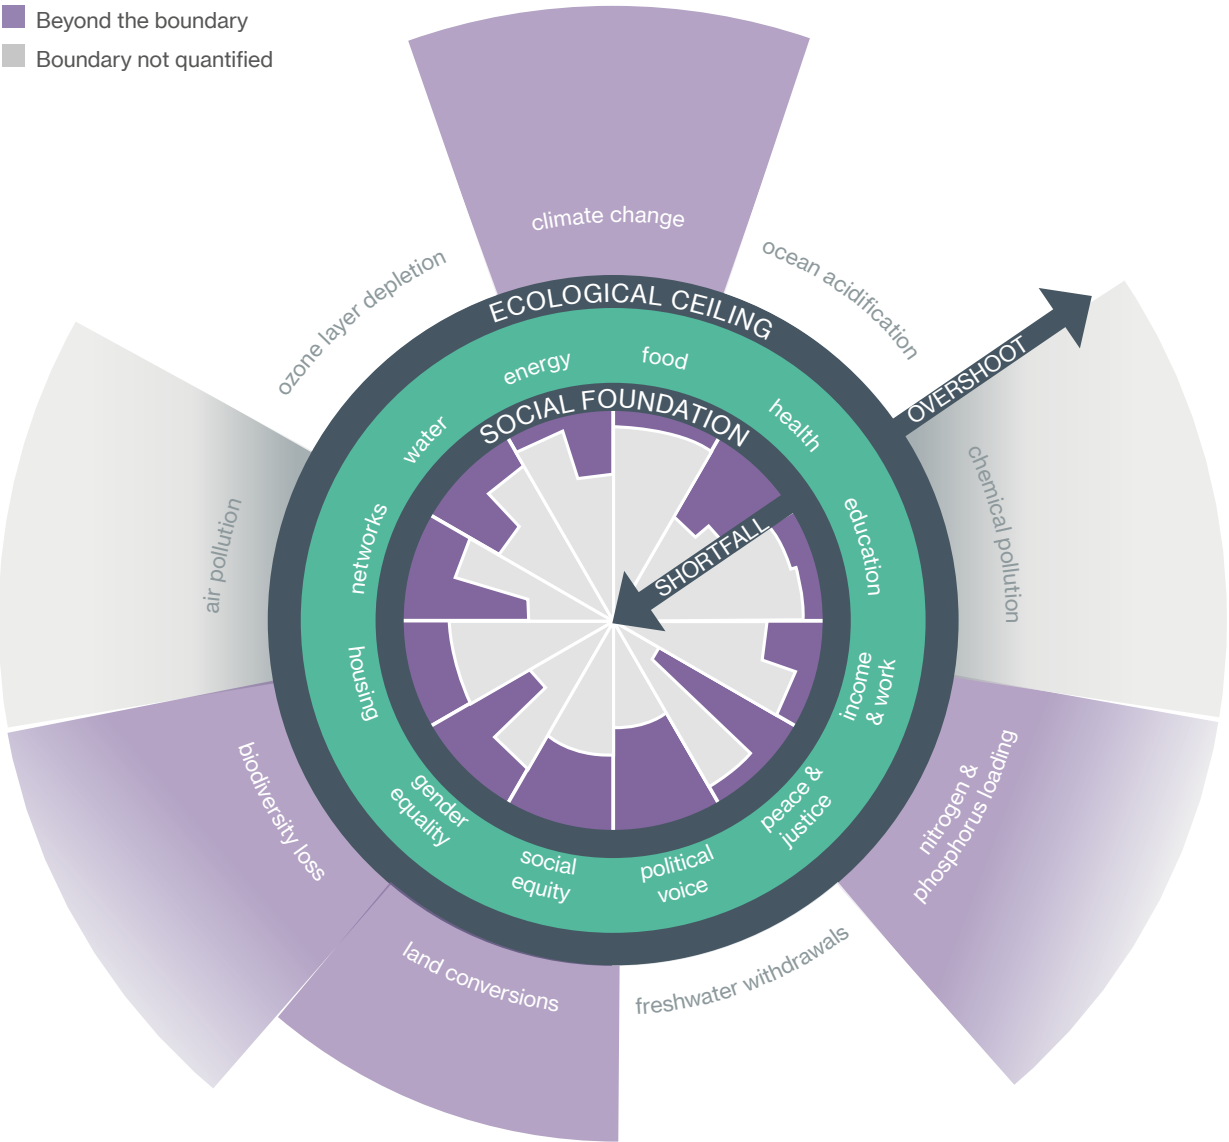 Beyond the boundary
Boundary not quantified
climate change
ozone layer depletion
ocean acidification
ECOLOGICAL CEILING
OVERSHOOT
energy
food
SOCIAL FOUNDATION
water
health
air pollution
networks
education
chemical pollution
SHORTFALL
housing
income
& work
biodiversity loss
nitrogen &
phosphorus loading
gender
equality
peace &
justice
social
equity
political
voice
land conversions
freshwater withdrawals